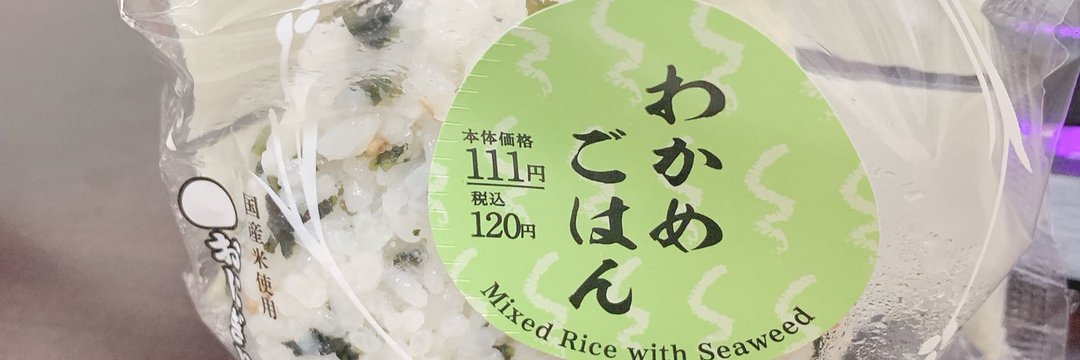 わかめ
ごはん
本体価格
111円
税込
120円
Mixed Rice with Seaweed
国産米使用